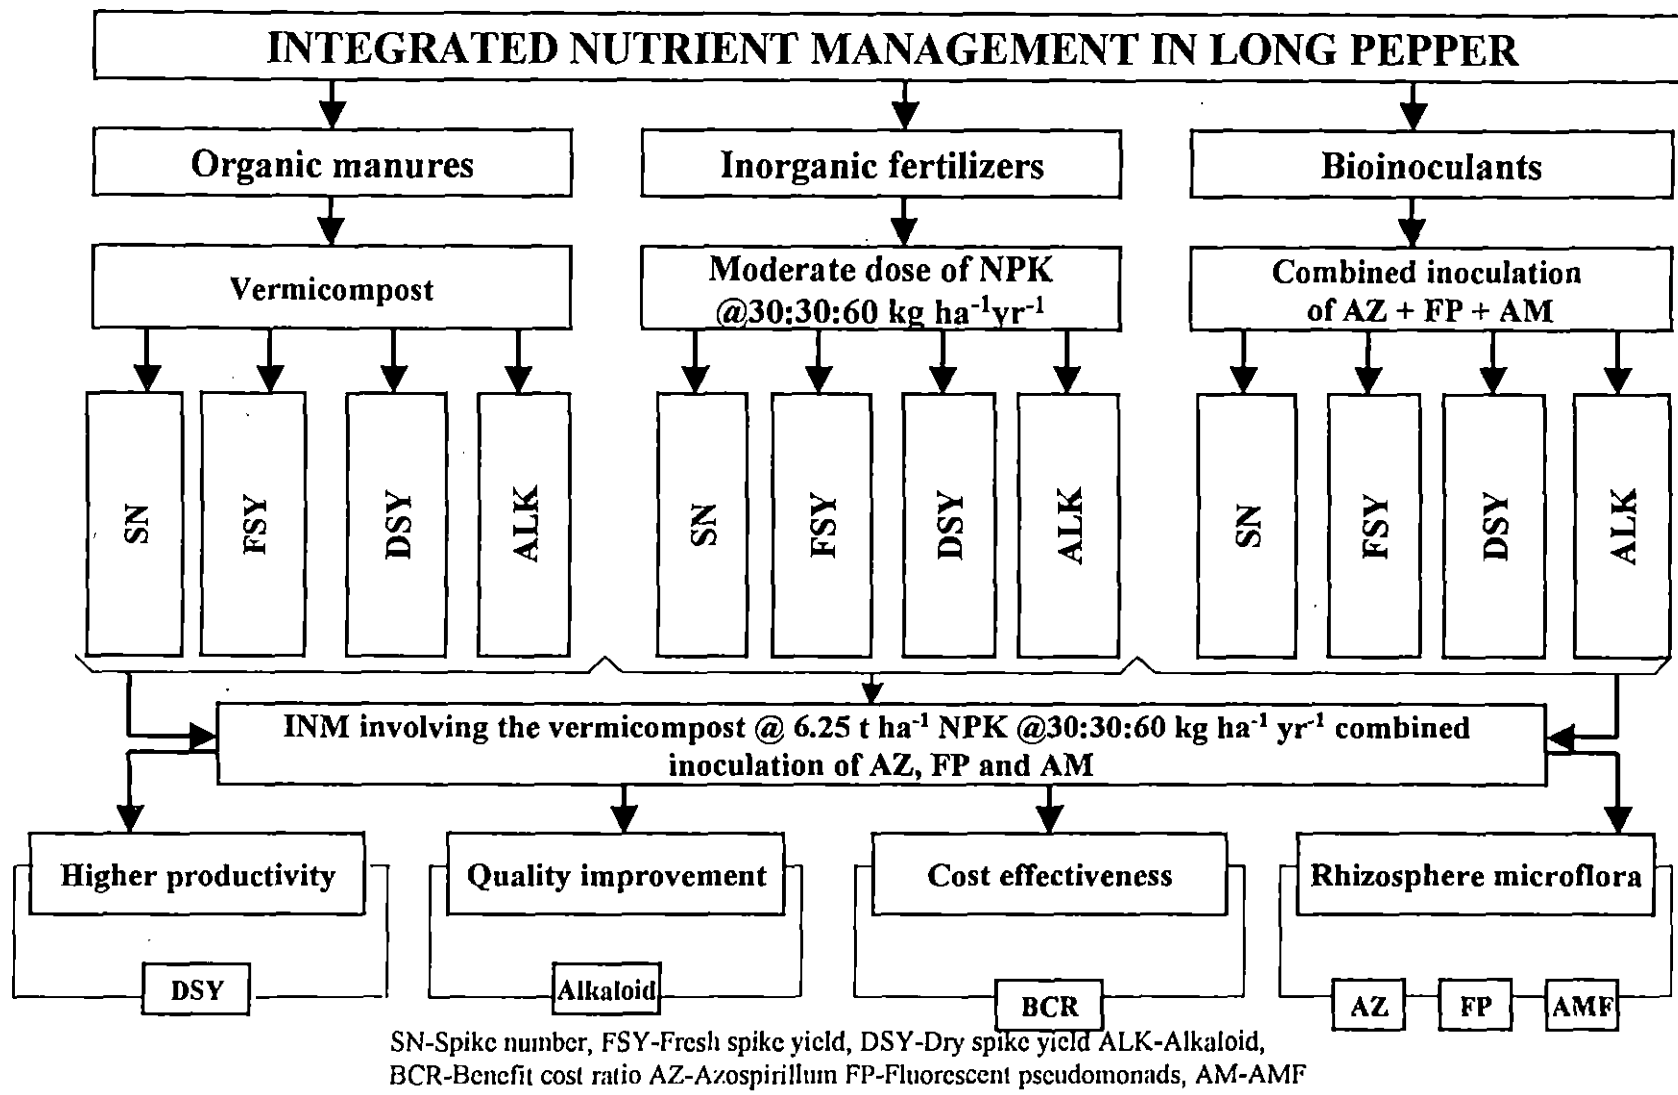 INTEGRATED NUTRIENT MANAGEMENT IN LONG PEPPER
Organic manures
Inorganic fertilizers
Bioinoculants
Vermicompost
Moderate dose of NPK
@30:30:60 kg ha⁻¹yr⁻¹
Combined inoculation
of AZ + FP + AM
SN
FSY
DSY
ALK
SN
FSY
DSY
ALK
SN
FSY
DSY
ALK
INM involving the vermicompost @ 6.25 t ha⁻¹ NPK @30:30:60 kg ha⁻¹ yr⁻¹ combined
inoculation of AZ, FP and AM
Higher productivity
Quality improvement
Cost effectiveness
Rhizosphere microflora
DSY
Alkaloid
BCR
AZ
FP
AMF
SN-Spike number, FSY-Fresh spike yield, DSY-Dry spike yield ALK-Alkaloid,
BCR-Benefit cost ratio AZ-Azospirillum FP-Fluorescent pseudomonads, AM-AMF